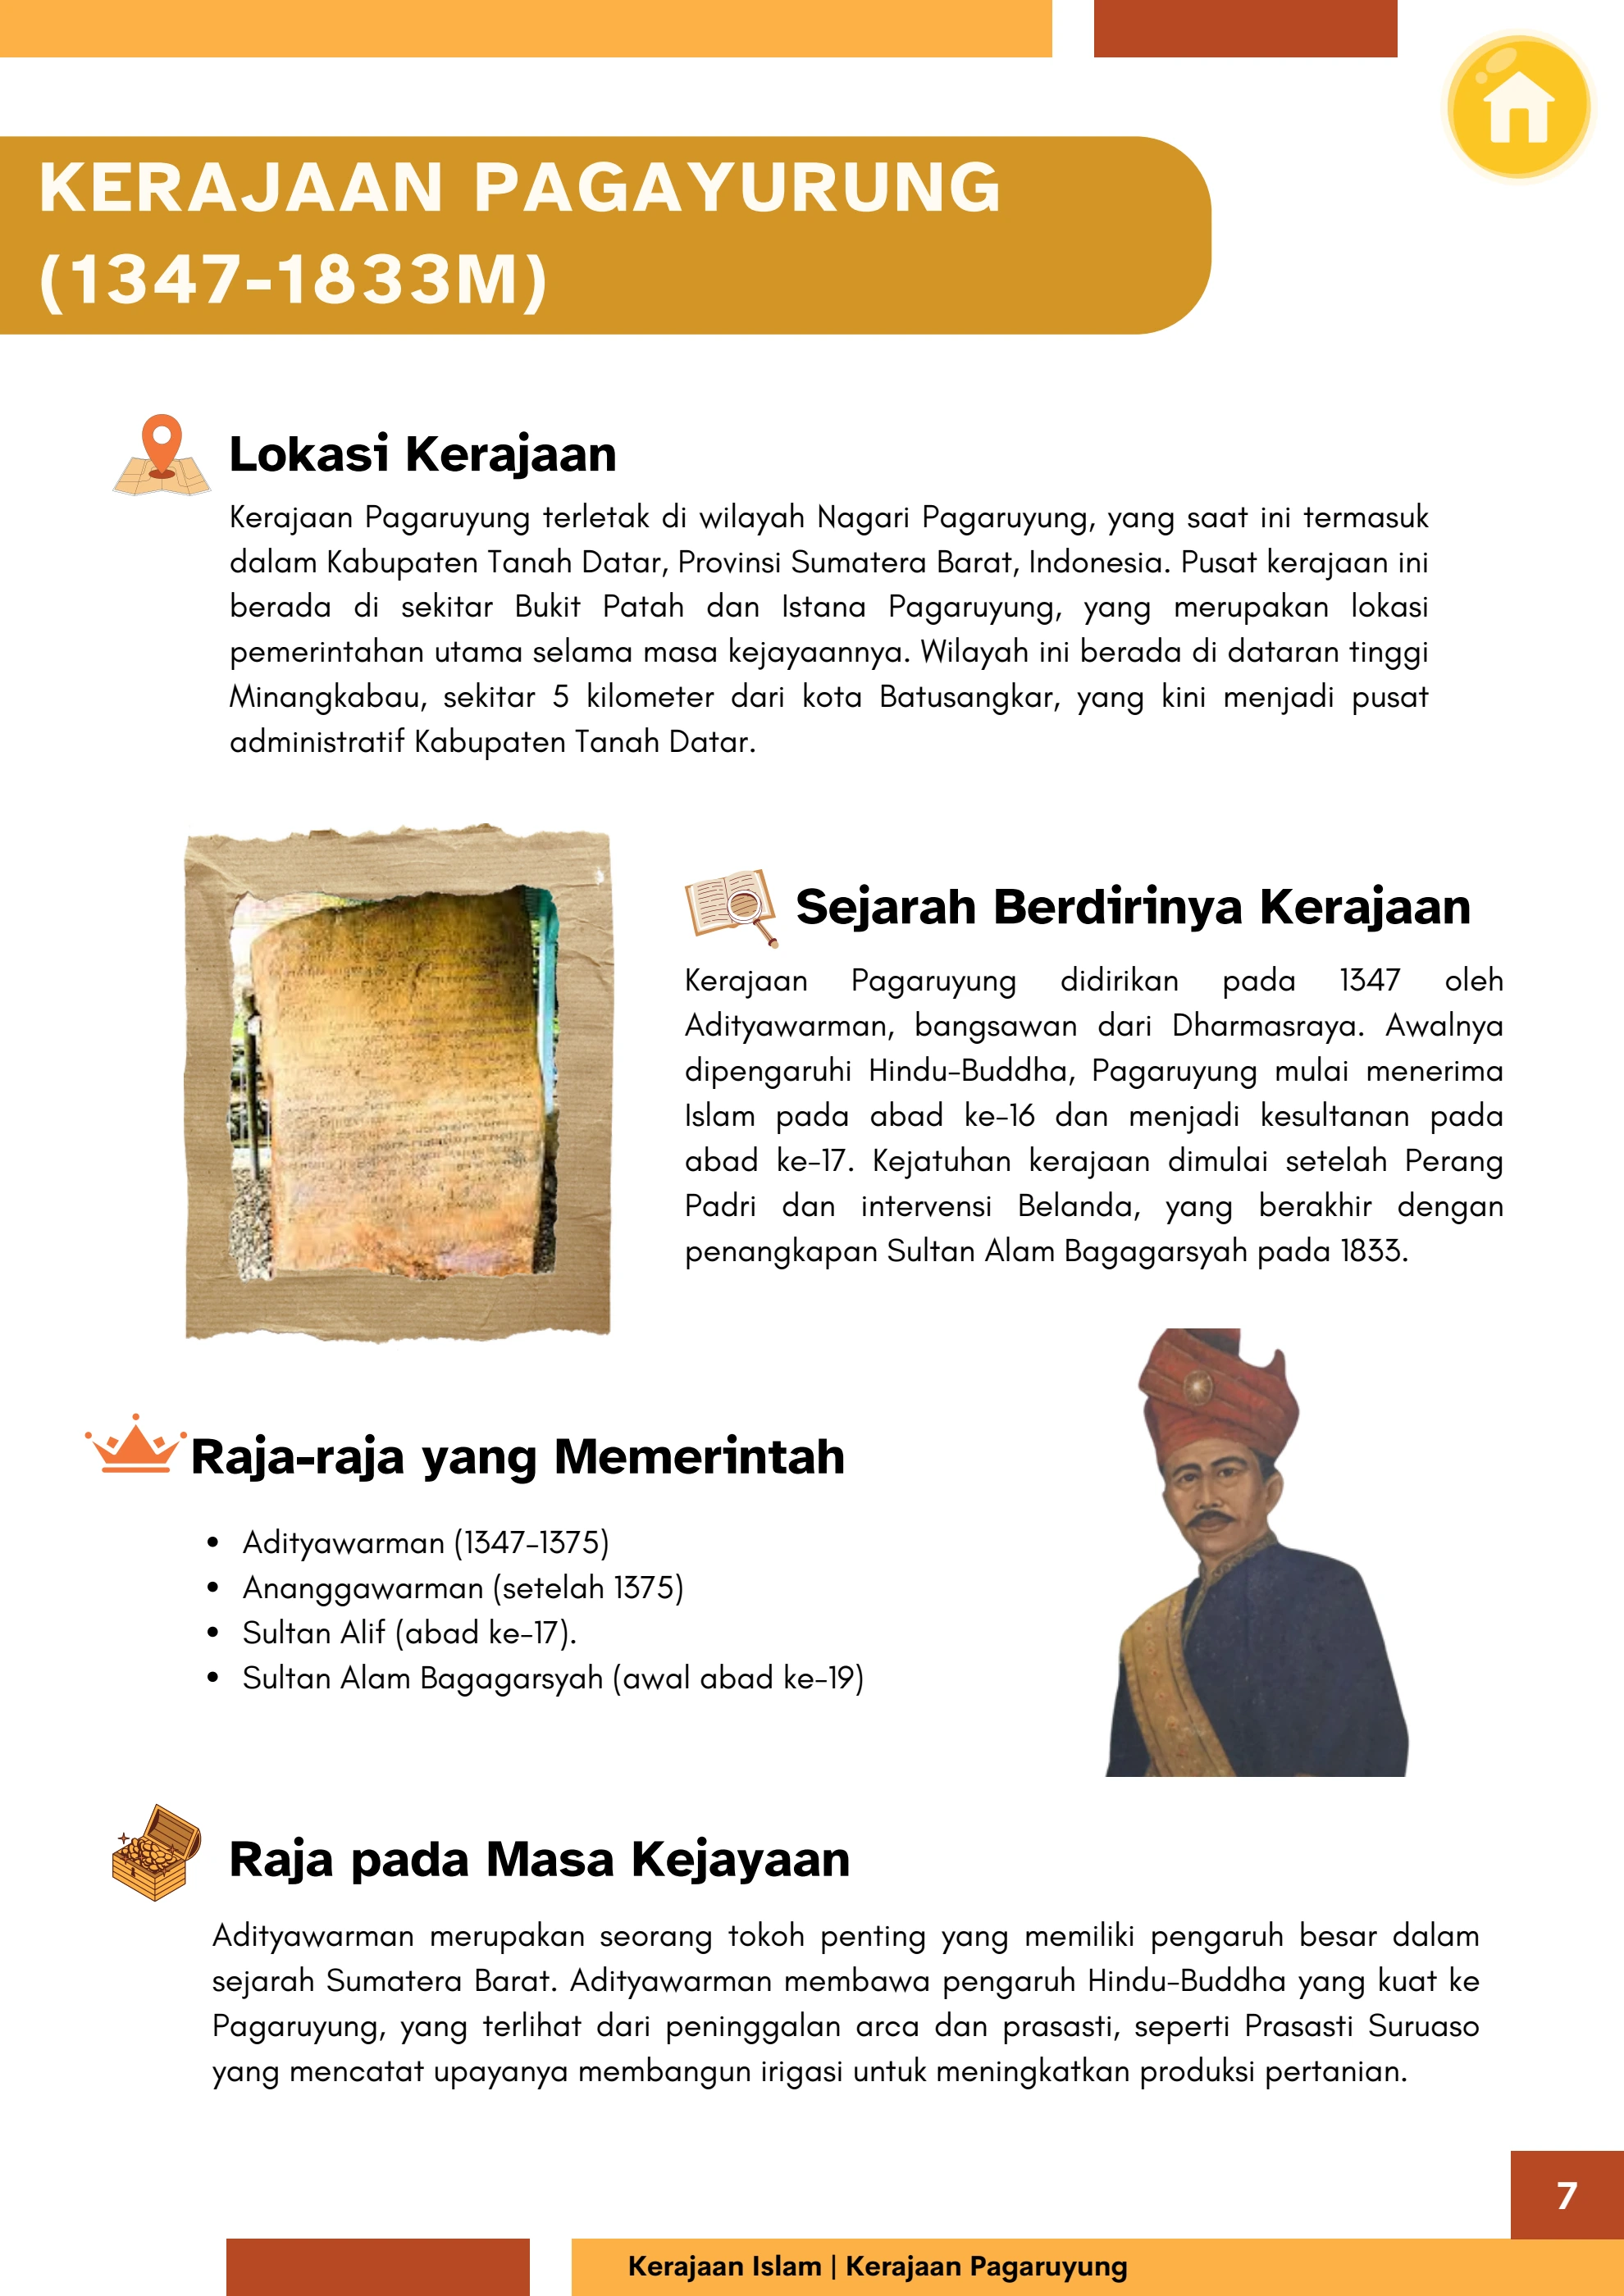 KERAJAAN PAGAYURUNG
(1347-1833M)
Lokasi Kerajaan
Kerajaan Pagaruyung terletak di wilayah Nagari Pagaruyung, yang saat ini termasuk
dalam Kabupaten Tanah Datar, Provinsi Sumatera Barat, Indonesia. Pusat kerajaan ini
berada di sekitar Bukit Patah dan Istana Pagaruyung, yang merupakan lokasi
pemerintahan utama selama masa kejayaannya. Wilayah ini berada di dataran tinggi
Minangkabau, sekitar 5 kilometer dari kota Batusangkar, yang kini menjadi pusat
administratif Kabupaten Tanah Datar.
Sejarah Berdirinya Kerajaan
Kerajaan Pagaruyung didirikan pada 1347 oleh
Adityawarman, bangsawan dari Dharmasraya. Awalnya
dipengaruhi Hindu-Buddha, Pagaruyung mulai menerima
Islam pada abad ke-16 dan menjadi kesultanan pada
abad ke-17. Kejatuhan kerajaan dimulai setelah Perang
Padri dan intervensi Belanda, yang berakhir dengan
penangkapan Sultan Alam Bagagarsyah pada 1833.
Raja-raja yang Memerintah
• Adityawarman (1347-1375)
• Ananggawarman (setelah 1375)
• Sultan Alif (abad ke-17).
• Sultan Alam Bagagarsyah (awal abad ke-19)
Raja pada Masa Kejayaan
Adityawarman merupakan seorang tokoh penting yang memiliki pengaruh besar dalam
sejarah Sumatera Barat. Adityawarman membawa pengaruh Hindu-Buddha yang kuat ke
Pagaruyung, yang terlihat dari peninggalan arca dan prasasti, seperti Prasasti Suruaso
yang mencatat upayanya membangun irigasi untuk meningkatkan produksi pertanian.
7
Kerajaan Islam | Kerajaan Pagaruyung